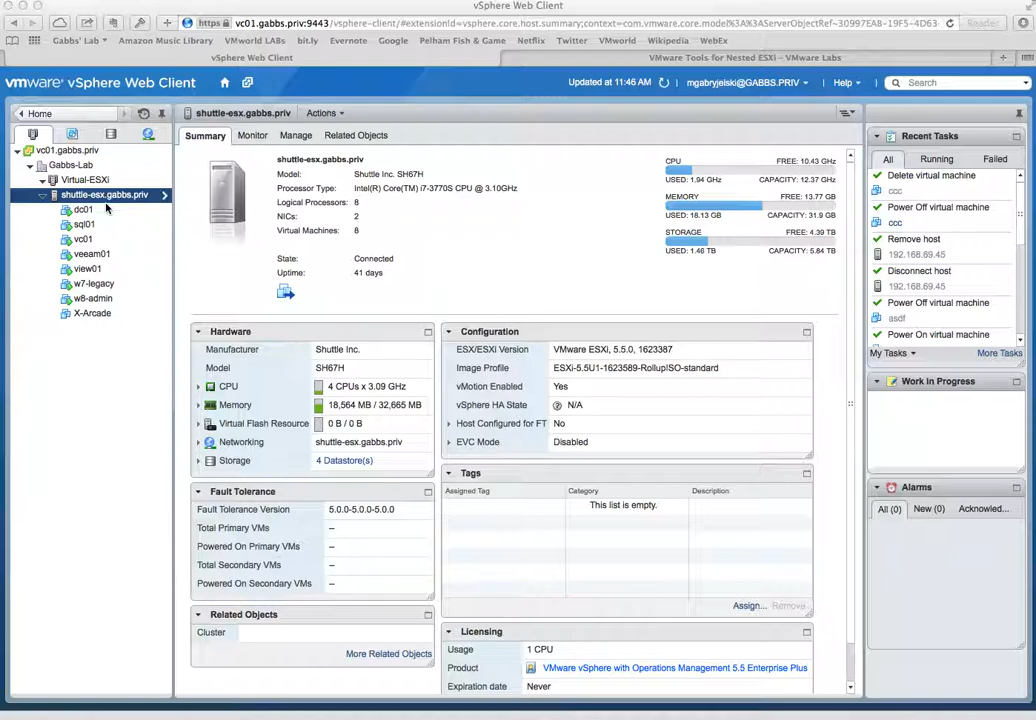 vSphere Web Client
https vc01.gabbs.priv:9443/vsphere-client/#extensionId=vsphere.core.host.summary;context=com.vmware.core.model%3A%3AServerObjectRef~30997EAB-19F5-4D63 Reader
Gabbs' Lab Amazon Music Library VMworld LABs bit.ly Evernote Google Pelham Fish & Game Netflix Twitter VMworld Wikipedia WebEx
vSphere Web Client VMware Tools for Nested ESXi – VMware Labs
vmware vSphere Web Client Updated at 11:46 AM mgabryjelski@GABBS.PRIV Help Search
Home
vc01.gabbs.priv
Gabbs-Lab
Virtual-ESXi
shuttle-esx.gabbs.priv
dc01
sql01
vc01
veeam01
view01
w7-legacy
w8-admin
X-Arcade
shuttle-esx.gabbs.priv Actions
Summary Monitor Manage Related Objects
shuttle-esx.gabbs.priv
Model: Shuttle Inc. SH67H
Processor Type: Intel(R) Core(TM) i7-3770S CPU @ 3.10GHz
Logical Processors: 8
NICs: 2
Virtual Machines: 8
State: Connected
Uptime: 41 days
CPU FREE: 10.43 GHz
USED: 1.94 GHz CAPACITY: 12.37 GHz
MEMORY FREE: 13.77 GB
USED: 18.13 GB CAPACITY: 31.9 GB
STORAGE FREE: 4.39 TB
USED: 1.46 TB CAPACITY: 5.84 TB
Hardware
Manufacturer Shuttle Inc.
Model SH67H
CPU 4 CPUs x 3.09 GHz
Memory 18,564 MB / 32,665 MB
Virtual Flash Resource 0 B / 0 B
Networking shuttle-esx.gabbs.priv
Storage 4 Datastore(s)
Fault Tolerance
Fault Tolerance Version 5.0.0-5.0.0-5.0.0
Total Primary VMs --
Powered On Primary VMs --
Total Secondary VMs --
Powered On Secondary VMs --
Related Objects
Cluster
More Related Objects
Configuration
ESX/ESXi Version VMware ESXi, 5.5.0, 1623387
Image Profile ESXi-5.5U1-1623589-RollupISO-standard
vMotion Enabled Yes
vSphere HA State N/A
Host Configured for FT No
EVC Mode Disabled
Tags
Assigned Tag Category Description
This list is empty.
Assign... Remove...
Licensing
Usage 1 CPU
Product VMware vSphere with Operations Management 5.5 Enterprise Plus
Expiration date Never
Recent Tasks
All Running Failed
Delete virtual machine
ccc
Power Off virtual machine
ccc
Remove host
192.168.69.45
Disconnect host
192.168.69.45
Power Off virtual machine
asdf
Power On virtual machine
My Tasks More Tasks
Work In Progress
Alarms
All (0) New (0) Acknowled...